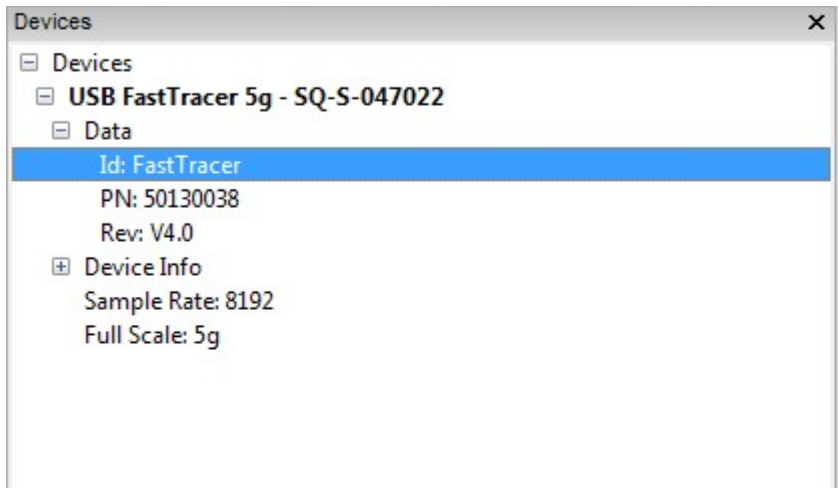 Devices
Devices
USB FastTracer 5g - SQ-S-047022
Data
Id: FastTracer
PN: 50130038
Rev: V4.0
Device Info
Sample Rate: 8192
Full Scale: 5g